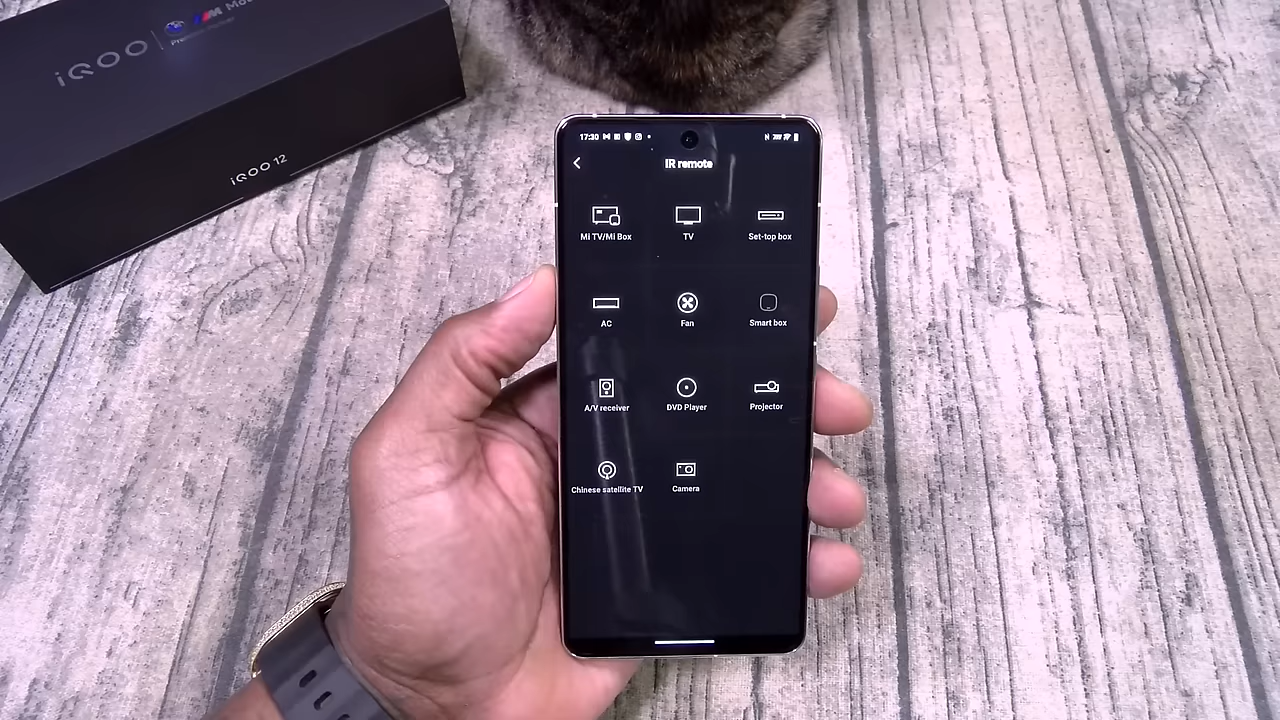 iQOO
M Mo
iQOO 12
17:30
IR remote
Mi TV/Mi Box
TV
Set-top box
AC
Fan
Smart box
A/V receiver
DVD Player
Projector
Chinese satellite TV
Camera